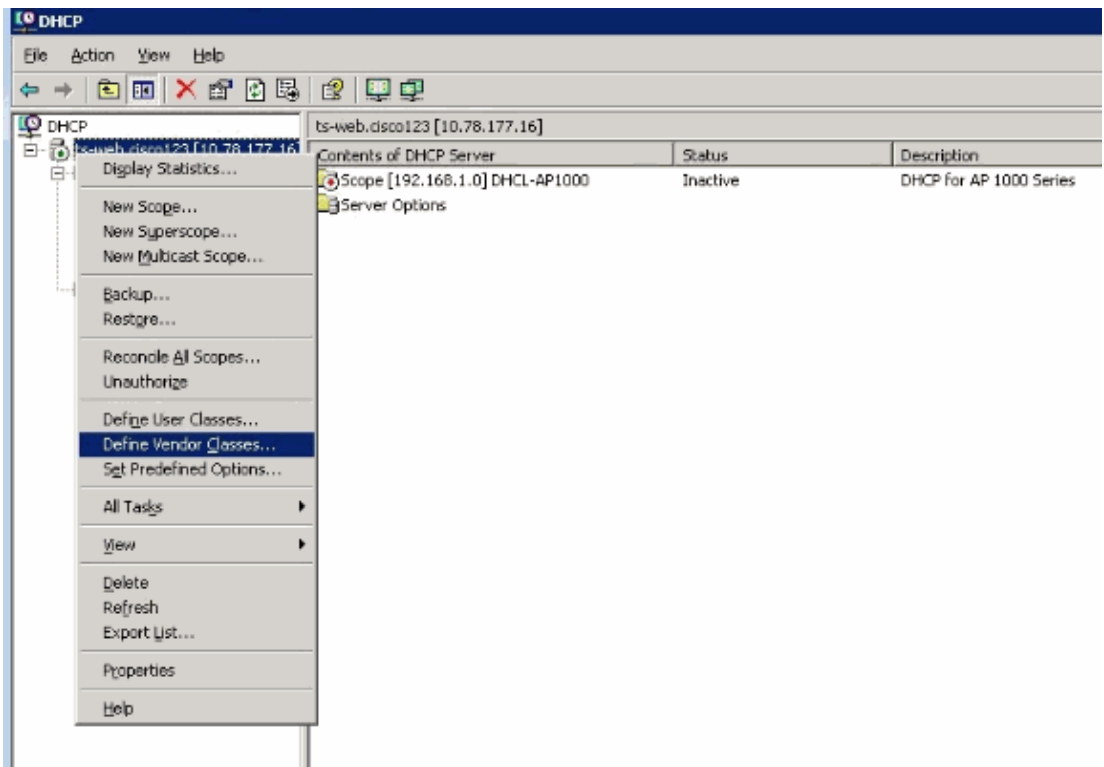 DHCP
File Action View Help
DHCP
ts-web.cisco123 [10.78.177.16]
ts-web.cisco123 [10.78.177.16
Contents of DHCP Server Status Description
Scope [192.168.1.0] DHCL-AP1000 Inactive DHCP for AP 1000 Series
Server Options
Display Statistics...
New Scope...
New Superscope...
New Multicast Scope...
Backup...
Restore...
Reconcile All Scopes...
Unauthorize
Define User Classes...
Define Vendor Classes...
Set Predefined Options...
All Tasks
View
Delete
Refresh
Export List...
Properties
Help